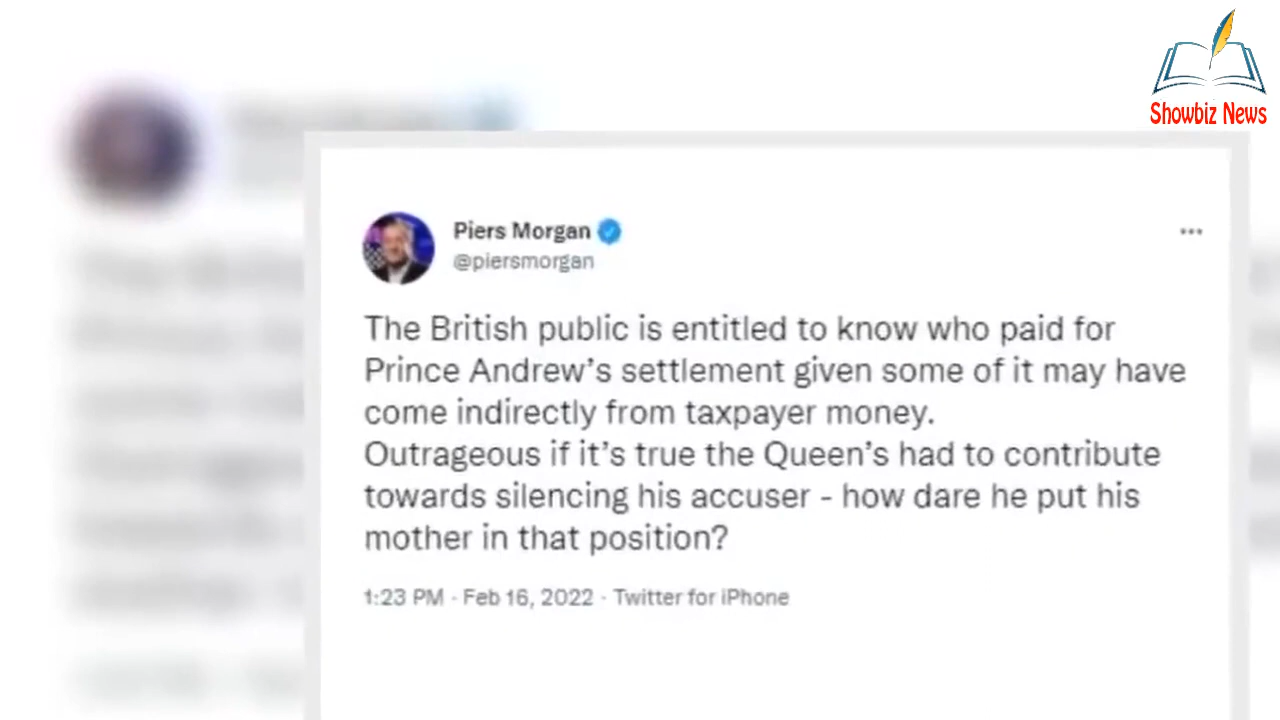 Showbiz News
Piers Morgan
@piersmorgan
The British public is entitled to know who paid for
Prince Andrew’s settlement given some of it may have
come indirectly from taxpayer money.
Outrageous if it’s true the Queen’s had to contribute
towards silencing his accuser - how dare he put his
mother in that position?
1:23 PM · Feb 16, 2022 · Twitter for iPhone